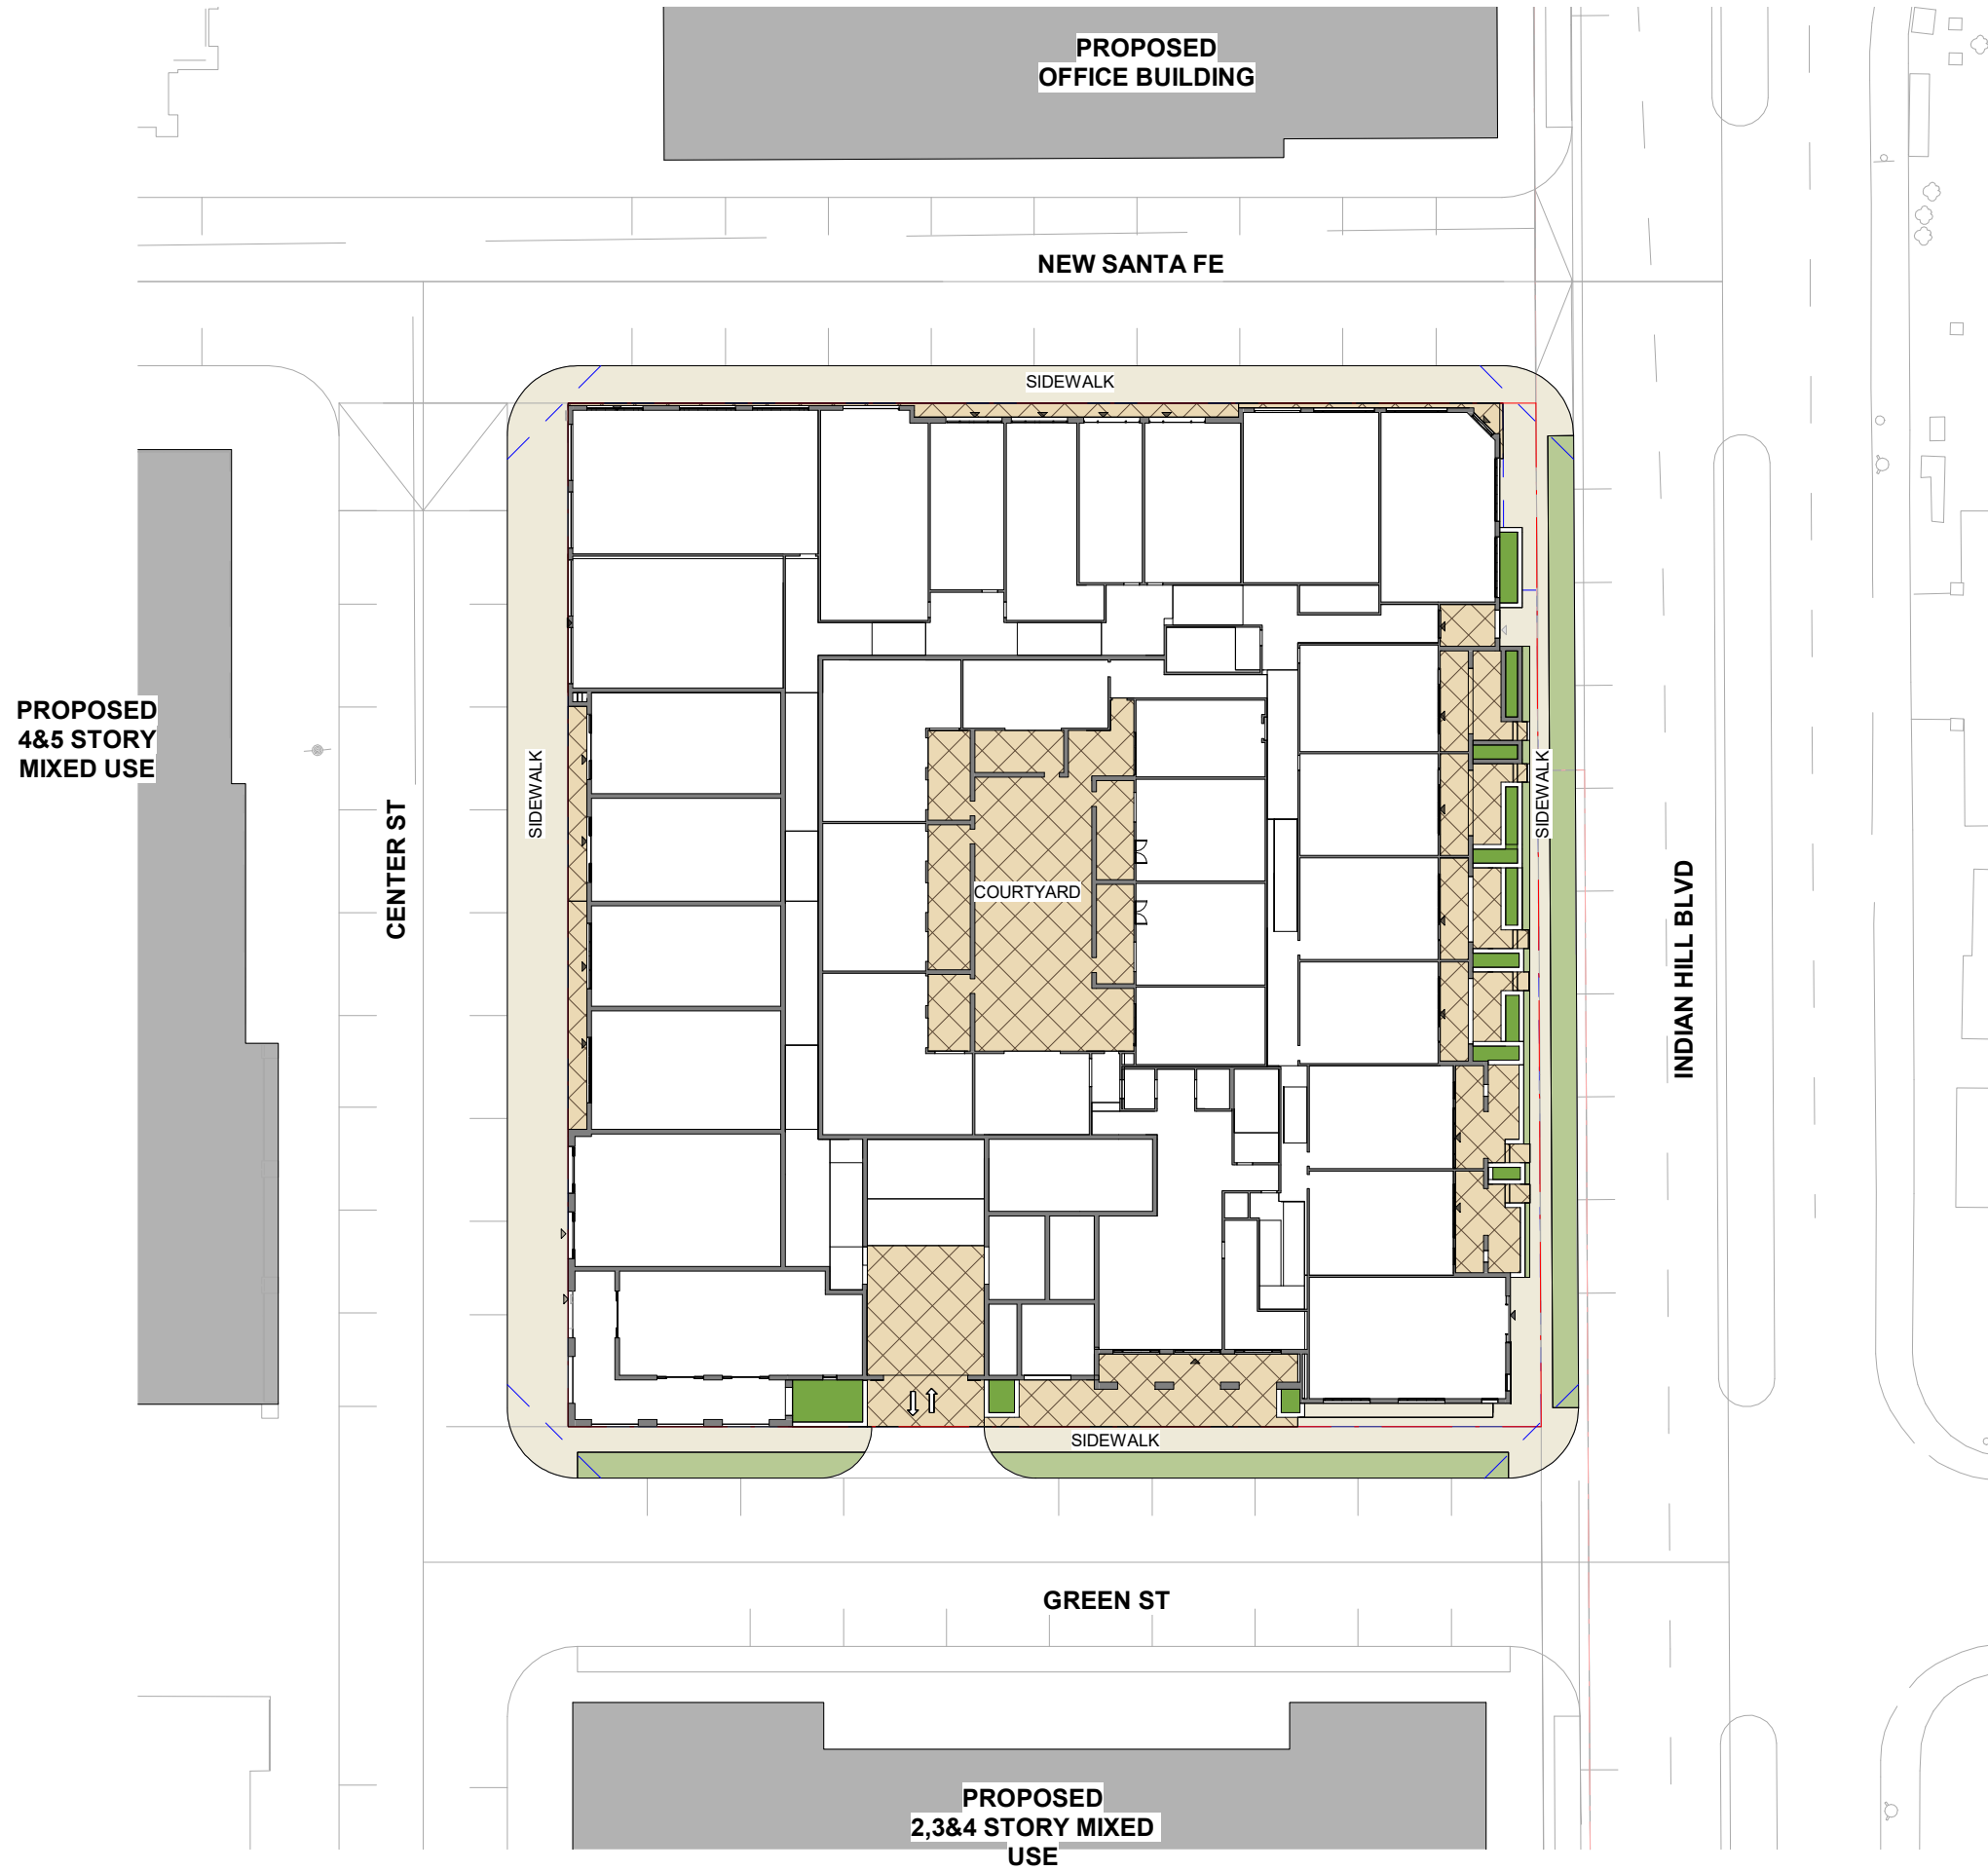 PROPOSED
OFFICE BUILDING
NEW SANTA FE
SIDEWALK
PROPOSED
4&5 STORY
MIXED USE
CENTER ST
SIDEWALK
COURTYARD
SIDEWALK
INDIAN HILL BLVD
SIDEWALK
GREEN ST
PROPOSED
2,3&4 STORY MIXED
USE